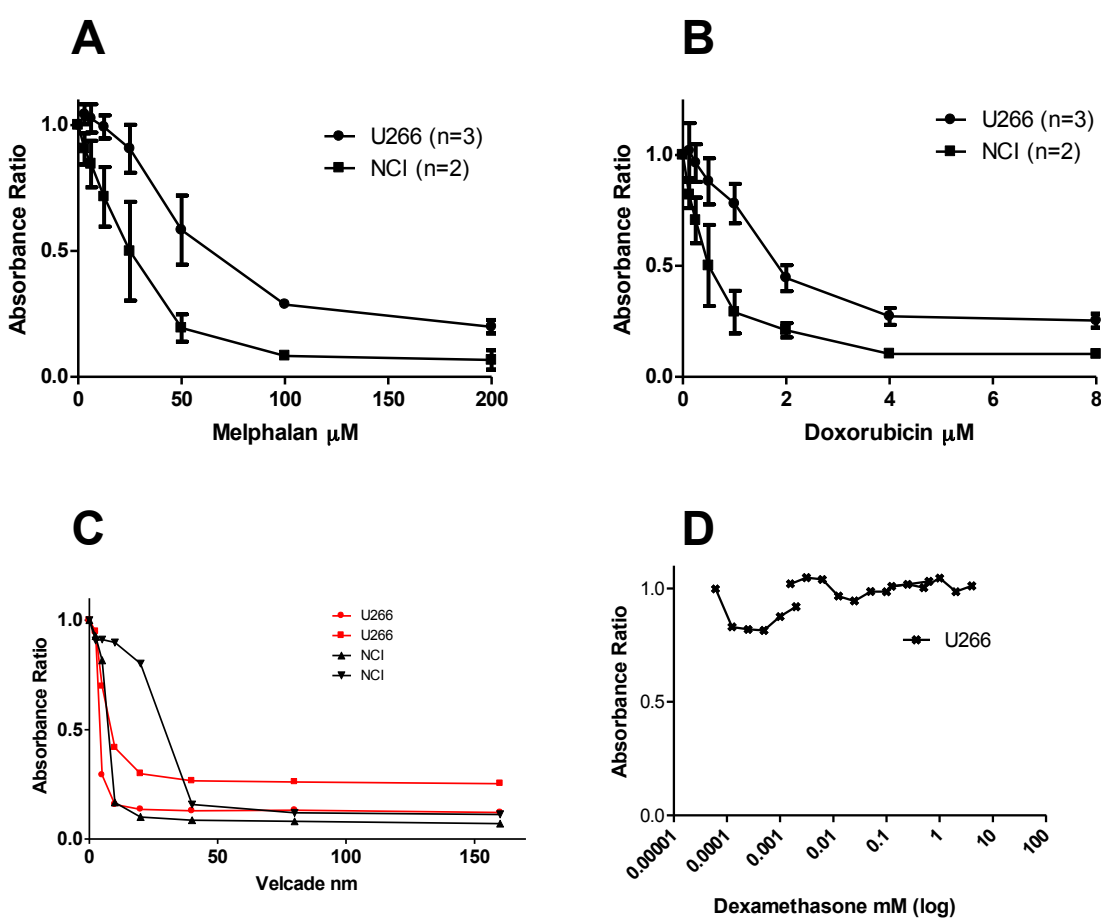 A
Absorbance Ratio
1.0
0.5
0.0
0
50
100
150
200
Melphalan µM
U266 (n=3)
NCI (n=2)
B
Absorbance Ratio
1.0
0.5
0.0
0
2
4
6
8
Doxorubicin µM
U266 (n=3)
NCI (n=2)
C
Absorbance Ratio
1.0
0.5
0.0
0
50
100
150
Velcade nm
U266
U266
NCI
NCI
D
Absorbance Ratio
1.0
0.5
0.0
0.00001
0.0001
0.001
0.01
0.1
1
10
100
Dexamethasone mM (log)
U266